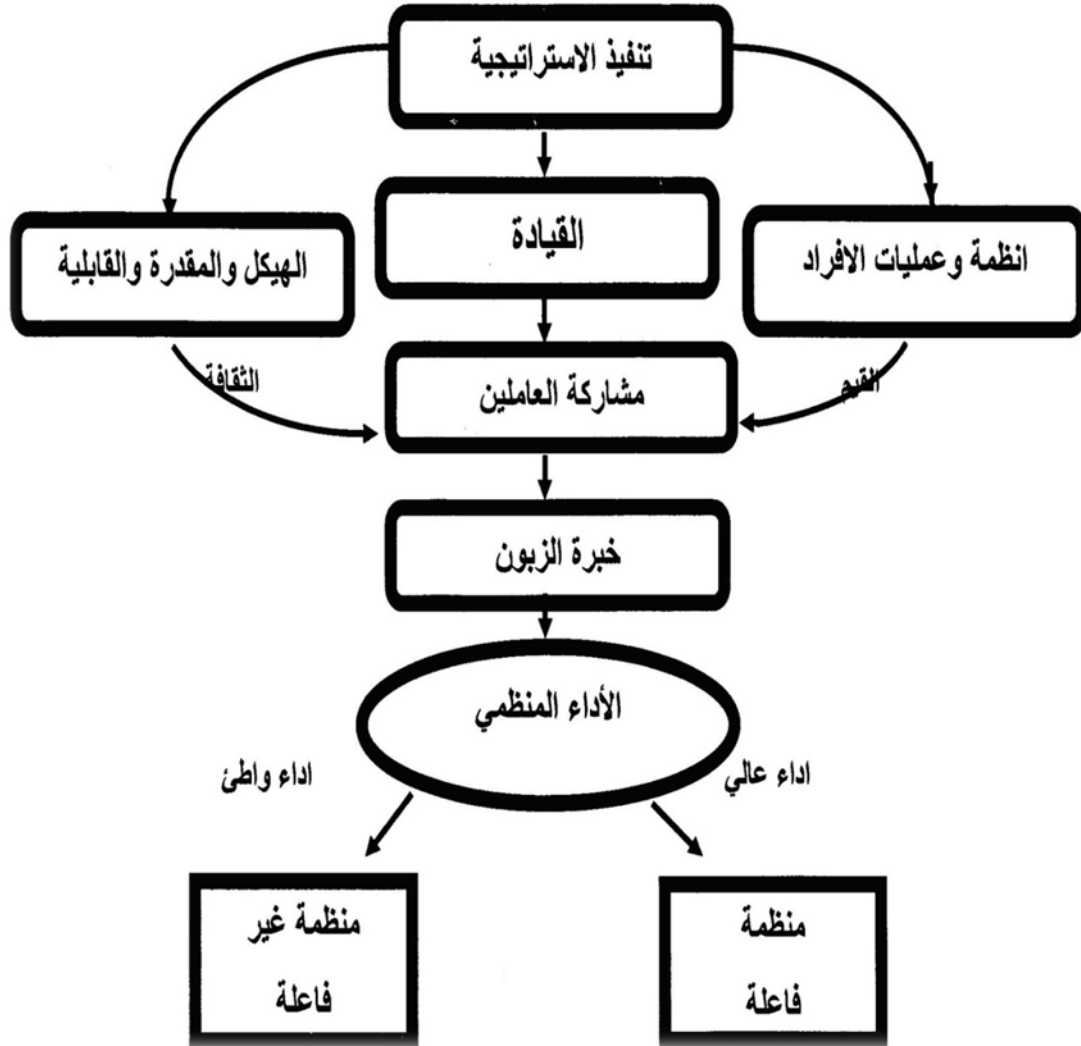 تنفيذ الاستراتيجية
القيادة
انظمة وعمليات الافراد
الهيكل والمقدرة والقابلية
القيم
الثقافة
مشاركة العاملين
خبرة الزبون
الأداء المنظمي
اداء عالي
اداء واطئ
منظمة
فاعلة
منظمة غير
فاعلة